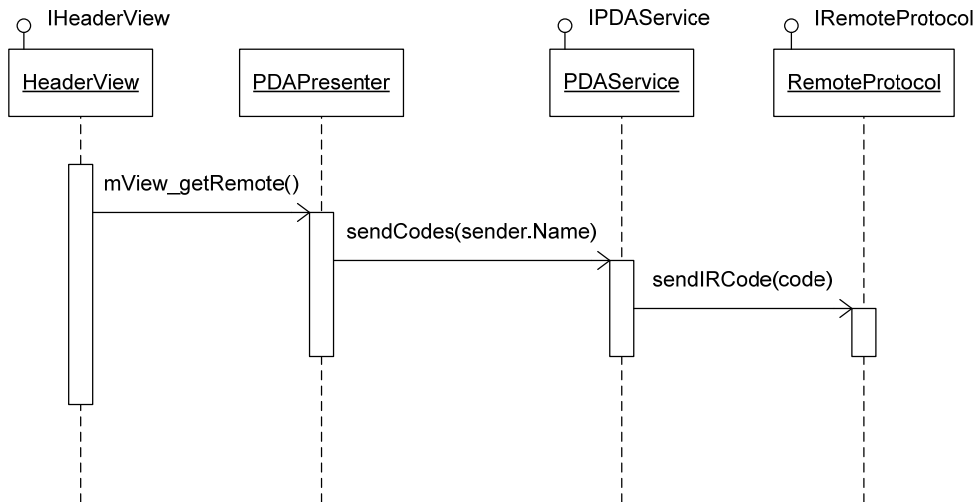 IHeaderView
IPDAService
IRemoteProtocol
HeaderView
PDAPresenter
PDAService
RemoteProtocol
mView_getRemote()
sendCodes(sender.Name)
sendIRCode(code)